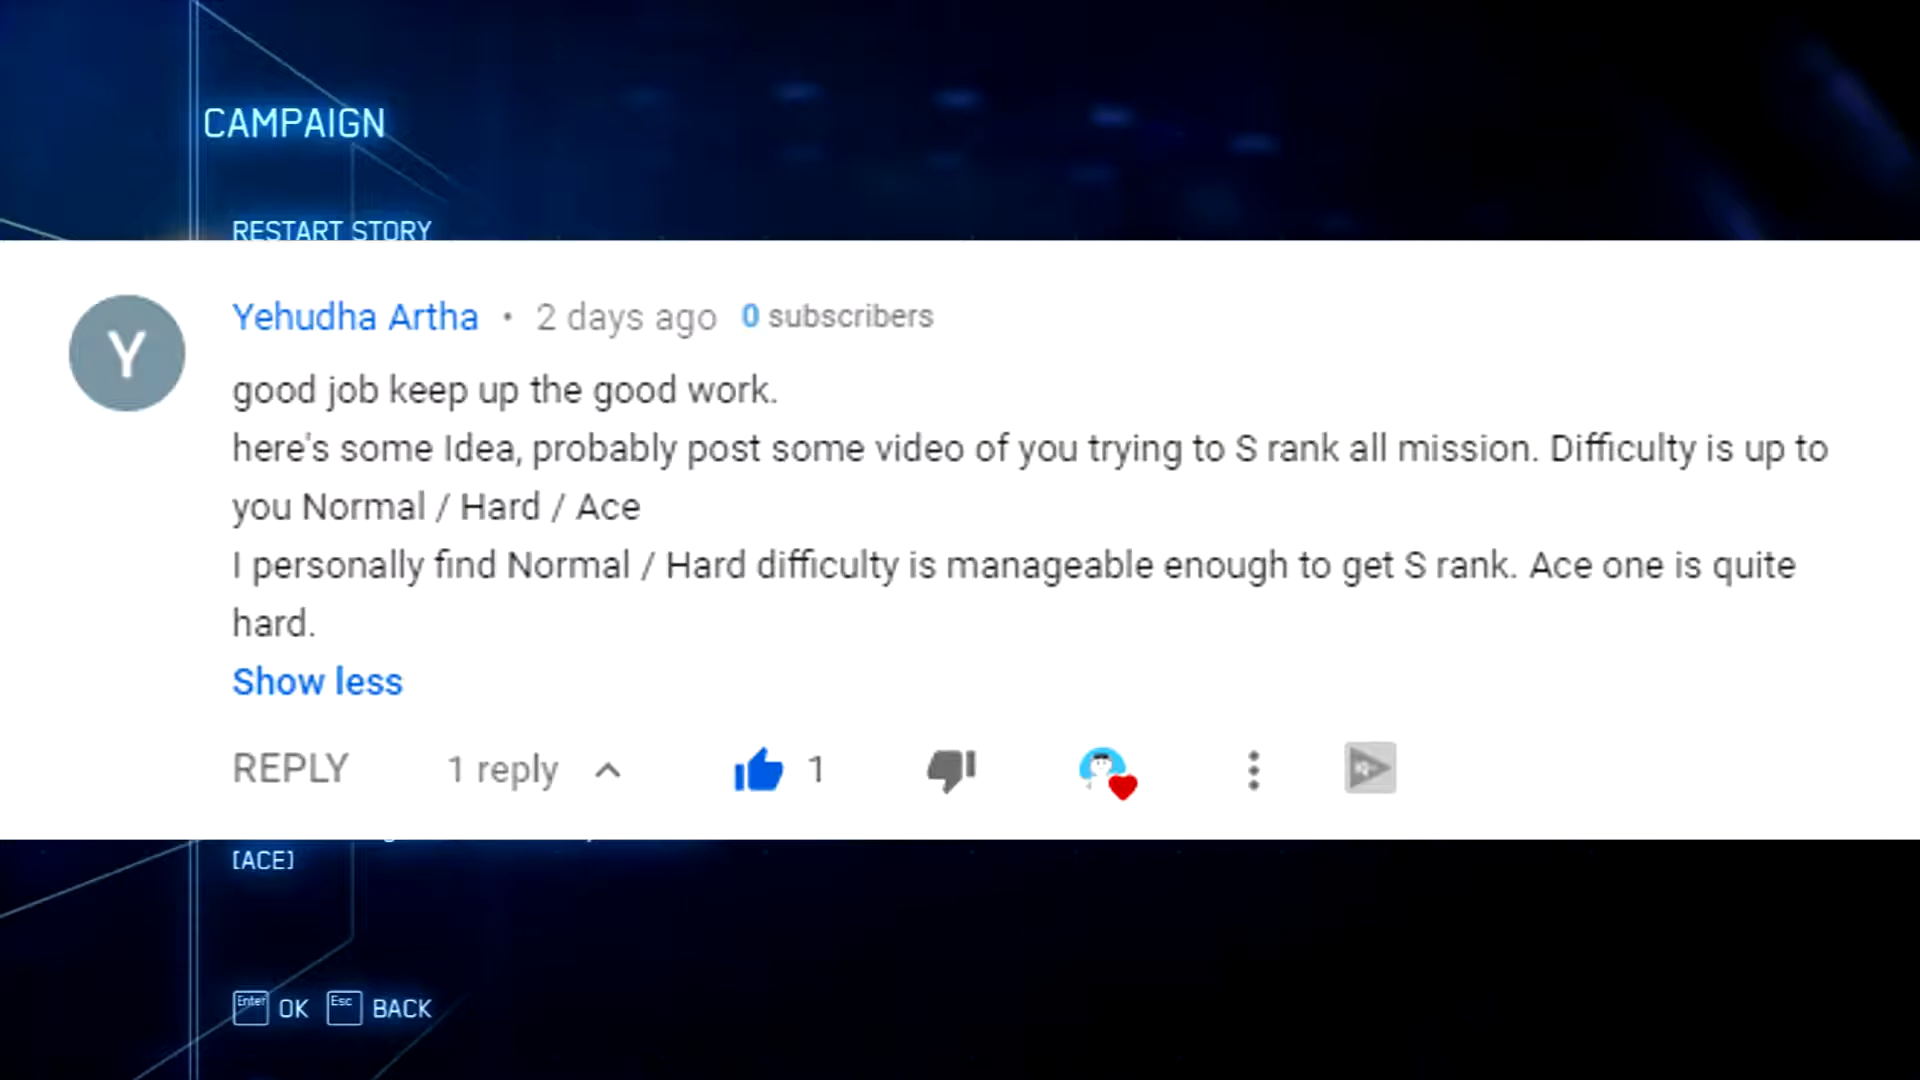 CAMPAIGN
RESTART STORY
Y
Yehudha Artha • 2 days ago 0 subscribers
good job keep up the good work.
here's some Idea, probably post some video of you trying to S rank all mission. Difficulty is up to
you Normal / Hard / Ace
I personally find Normal / Hard difficulty is manageable enough to get S rank. Ace one is quite
hard.
Show less
REPLY 1 reply 1
[ACE]
Enter OK Esc BACK